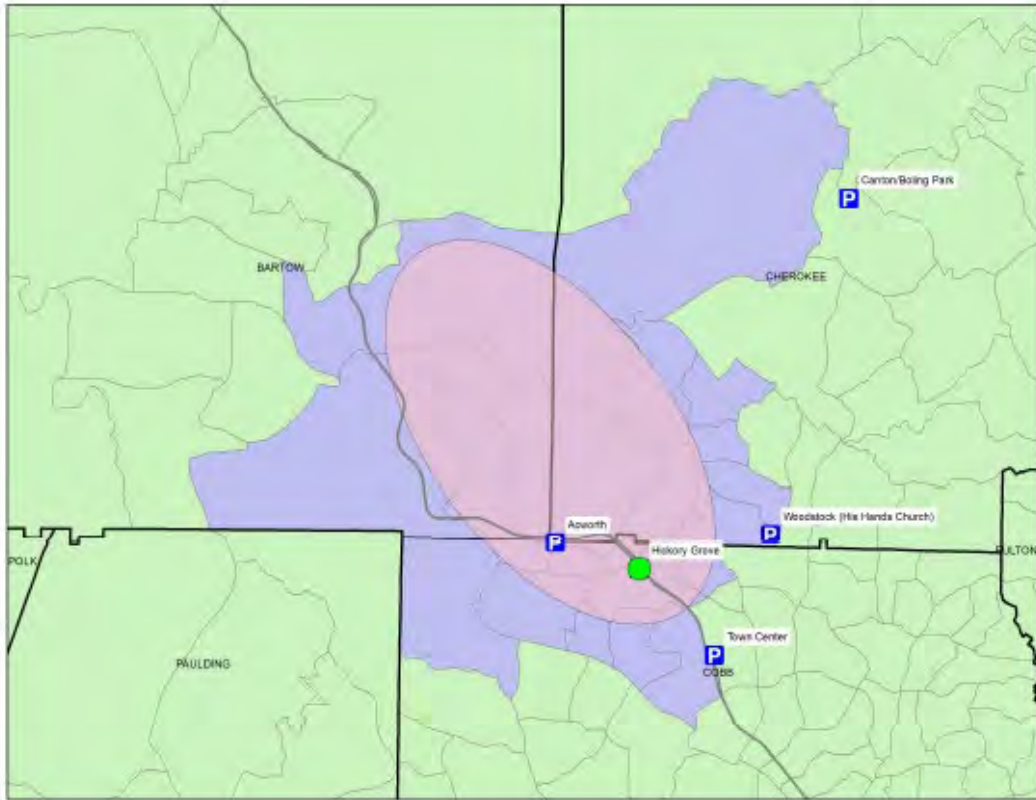 P
Canton/Boling Park
BARTOW
CHEROKEE
P
Woodstock (His Hands Church)
P
Acworth
Hickory Grove
POLK
FULTON
P
Town Center
COBB
PAULDING